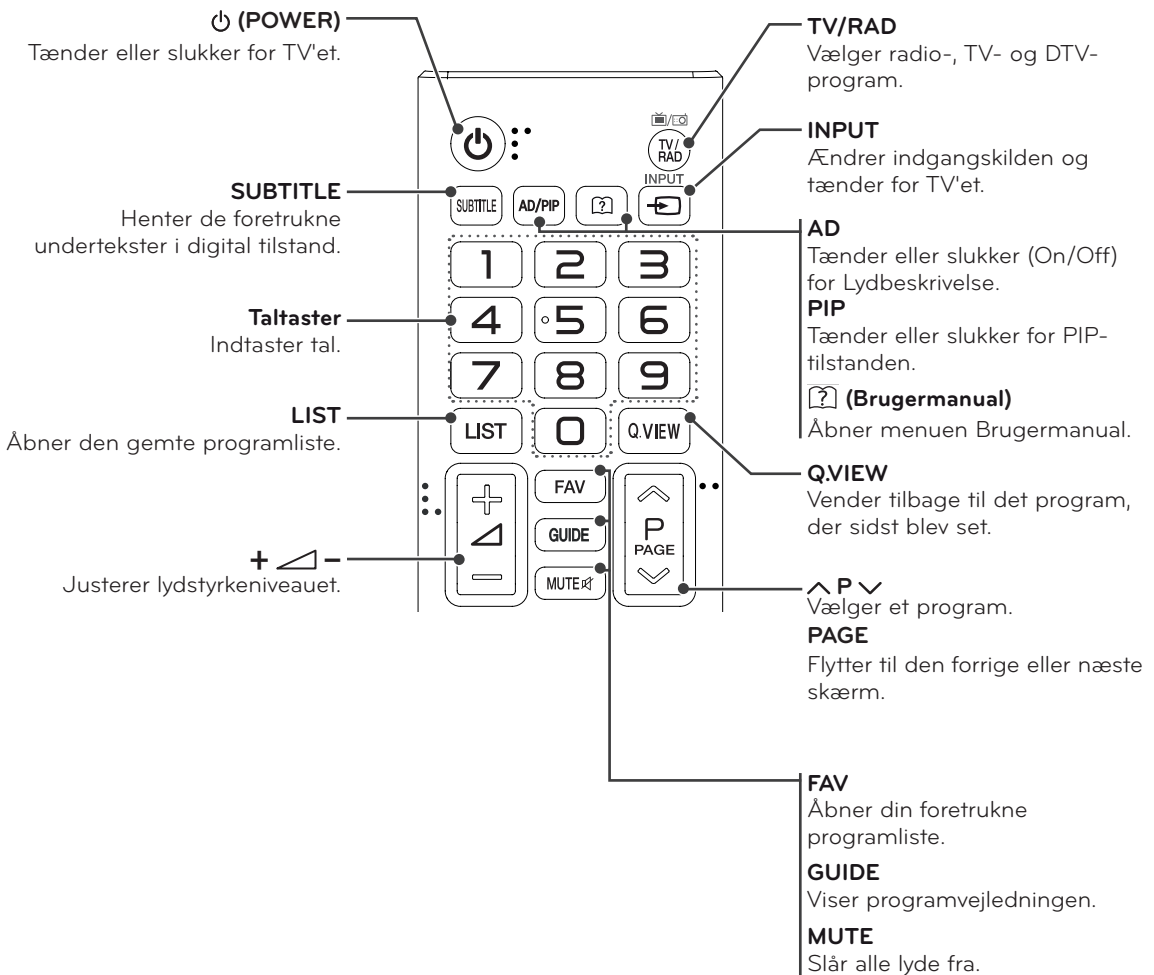 ⏻ (POWER)
Tænder eller slukker for TV'et.
SUBTITLE
Henter de foretrukne
undertekster i digital tilstand.
Taltaster
Indtaster tal.
LIST
Åbner den gemte programliste.
+ ⊿ −
Justerer lydstyrkeniveauet.
TV/
RAD
INPUT
SUBTITLE
AD/PIP
?
1
2
3
4
5
6
7
8
9
LIST
0
Q.VIEW
+
−
FAV
GUIDE
MUTE
P
PAGE
TV/RAD
Vælger radio-, TV- og DTV-
program.
INPUT
Ændrer indgangskilden og
tænder for TV'et.
AD
Tænder eller slukker (On/Off)
for Lydbeskrivelse.
PIP
Tænder eller slukker for PIP-
tilstanden.
? (Brugermanual)
Åbner menuen Brugermanual.
Q.VIEW
Vender tilbage til det program,
der sidst blev set.
︿ P ﹀
Vælger et program.
PAGE
Flytter til den forrige eller næste
skærm.
FAV
Åbner din foretrukne
programliste.
GUIDE
Viser programvejledningen.
MUTE
Slår alle lyde fra.